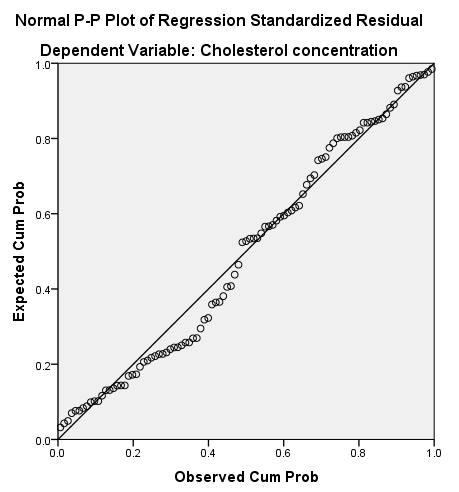 Normal P-P Plot of Regression Standardized Residual
Dependent Variable: Cholesterol concentration
1.0
0.8
0.6
0.4
0.2
0.0
Expected Cum Prob
0.0 0.2 0.4 0.6 0.8 1.0
Observed Cum Prob